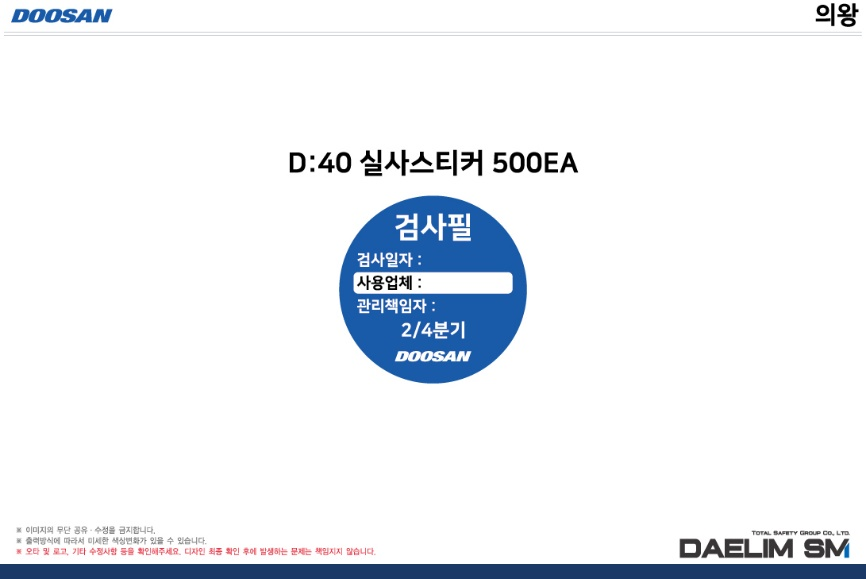 DOOSAN
의왕
D:40 실사스티커 500EA
검사필
검사일자 :
사용업체 :
관리책임자 :
2/4분기
DOOSAN
※ 이미지의 무단 공유 · 수정을 금지합니다.
※ 출력방식에 따라서 미세한 색상변화가 있을 수 있습니다.
※ 오타 및 로고, 기타 수정사항 등을 확인해주세요. 디자인 최종 확인 후에 발생하는 문제는 책임지지 않습니다.
TOTAL SAFETY GROUP CO., LTD.
DAELIM SM